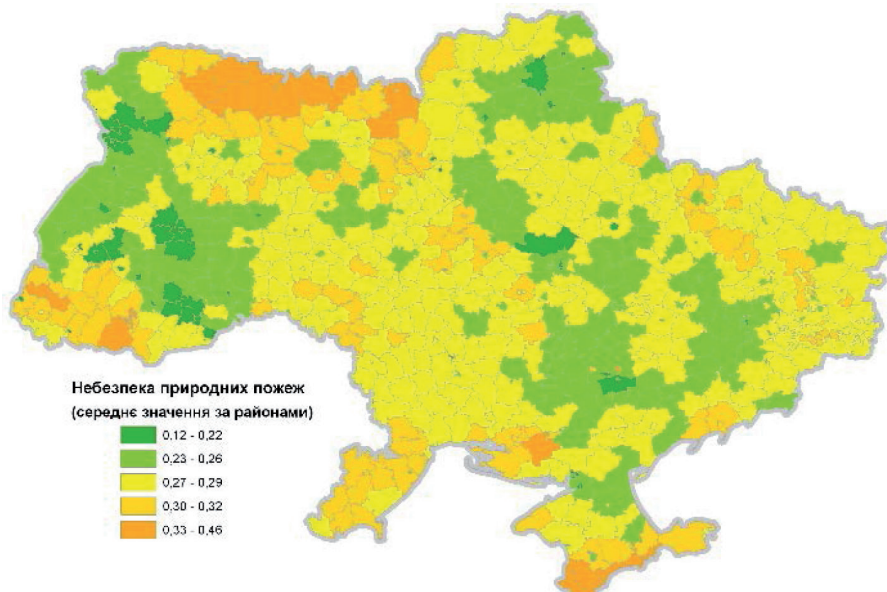 Небезпека природних пожеж
(середнє значення за районами)
0,12 - 0,22
0,23 - 0,26
0,27 - 0,29
0,30 - 0,32
0,33 - 0,46